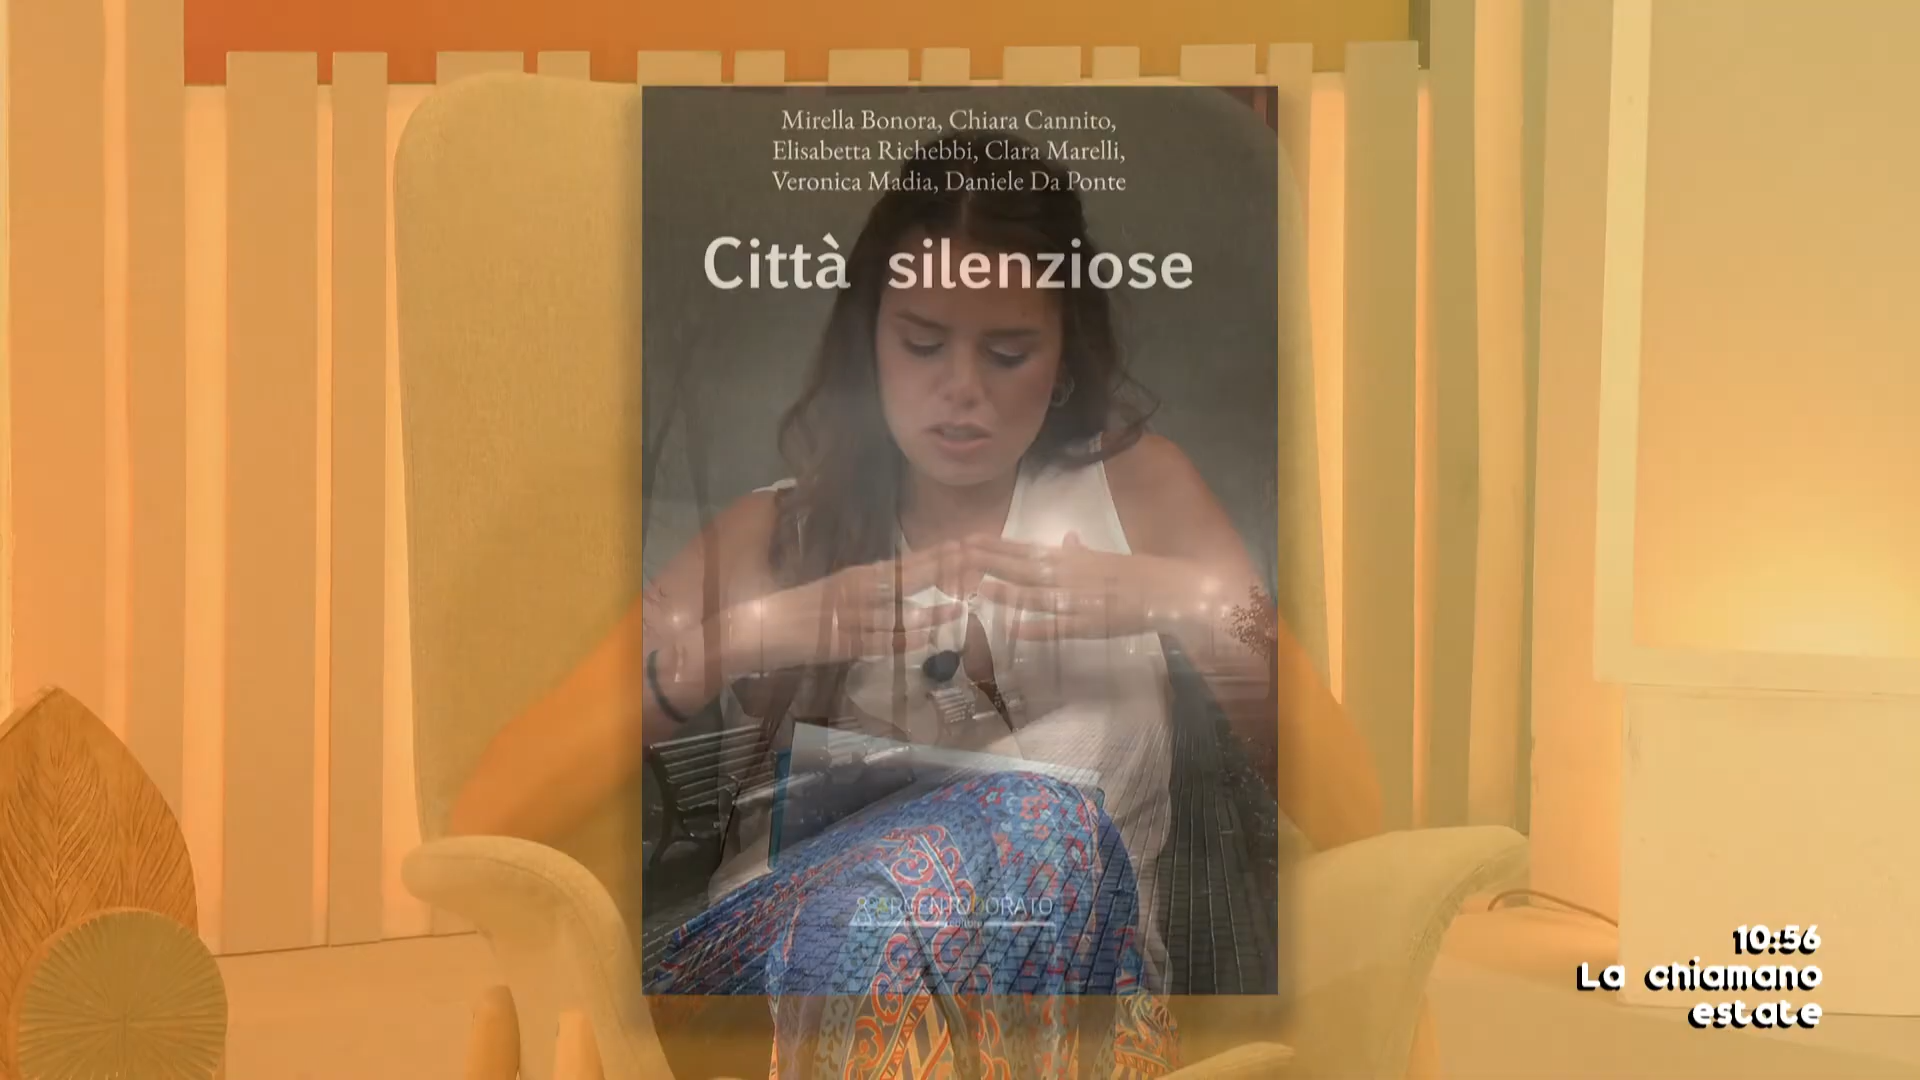 Mirella Bonora, Chiara Cannito,
Elisabetta Richebbi, Clara Marelli,
Veronica Madia, Daniele Da Ponte
Città silenziose
ARGENTODORATO
10:56
La chiamano
estate